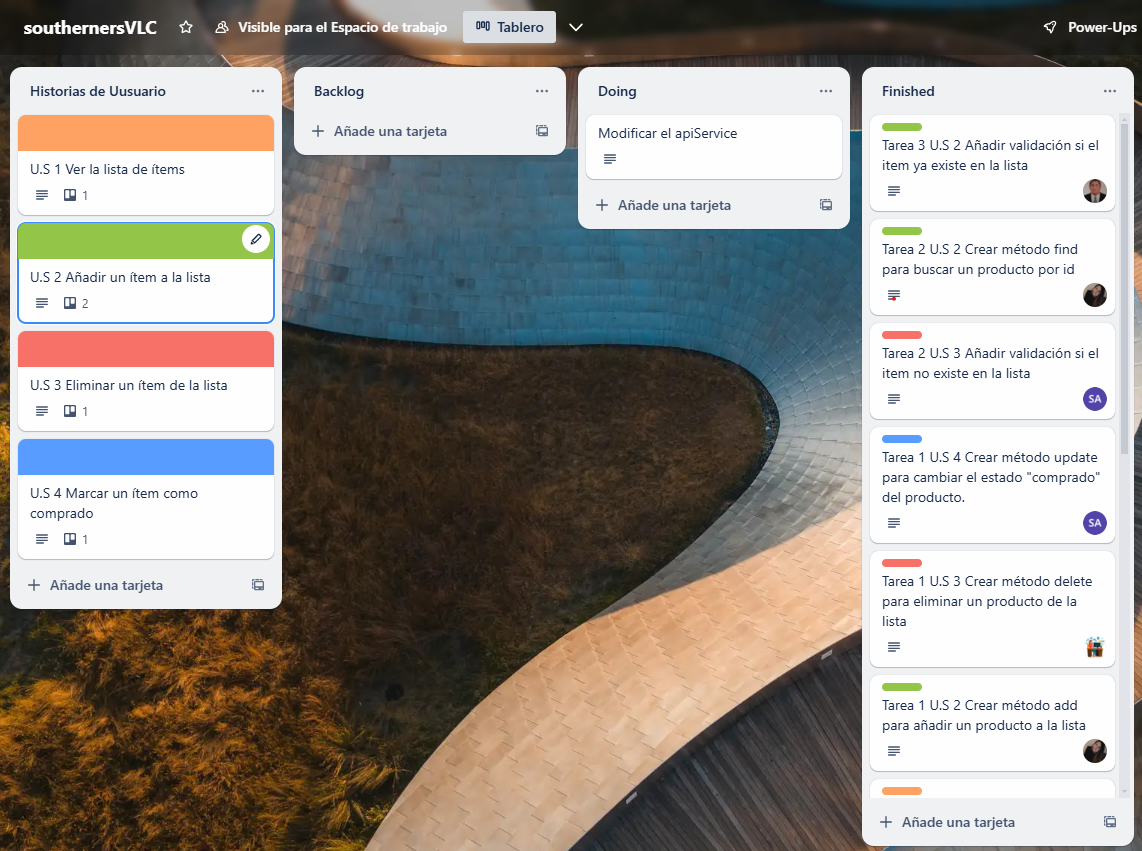 southernersVLC
Visible para el Espacio de trabajo
Tablero
Power-Ups
Historias de Uusuario
U.S 1 Ver la lista de ítems
1
U.S 2 Añadir un ítem a la lista
2
U.S 3 Eliminar un ítem de la lista
1
U.S 4 Marcar un ítem como
comprado
1
Añade una tarjeta
Backlog
Añade una tarjeta
Doing
Modificar el apiService
Añade una tarjeta
Finished
Tarea 3 U.S 2 Añadir validación si el
item ya existe en la lista
Tarea 2 U.S 2 Crear método find
para buscar un producto por id
Tarea 2 U.S 3 Añadir validación si el
item no existe en la lista
SA
Tarea 1 U.S 4 Crear método update
para cambiar el estado "comprado"
del producto.
SA
Tarea 1 U.S 3 Crear método delete
para eliminar un producto de la
lista
Tarea 1 U.S 2 Crear método add
para añadir un producto a la lista
Añade una tarjeta